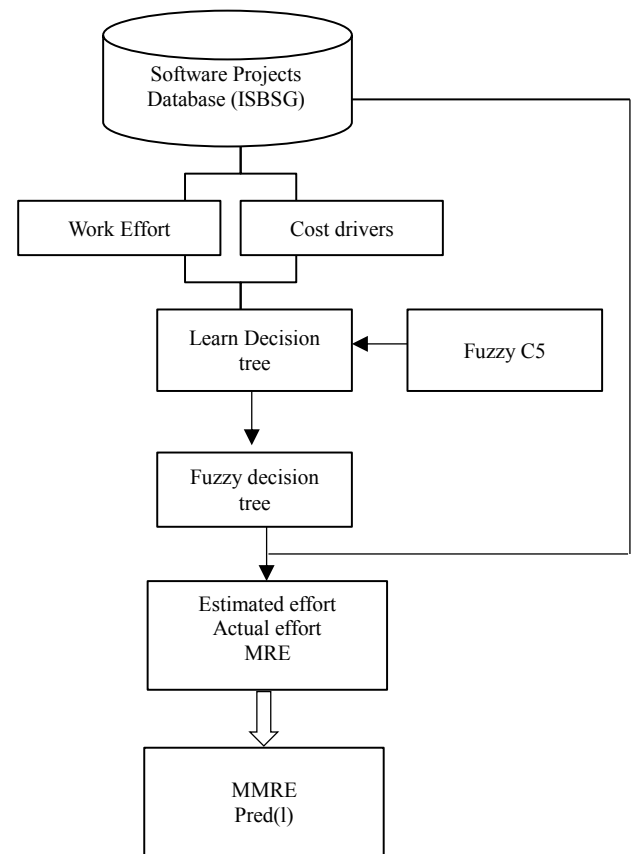 Software Projects
Database (ISBSG)
Work Effort
Cost drivers
Learn Decision
tree
Fuzzy C5
Fuzzy decision
tree
Estimated effort
Actual effort
MRE
MMRE
Pred(l)